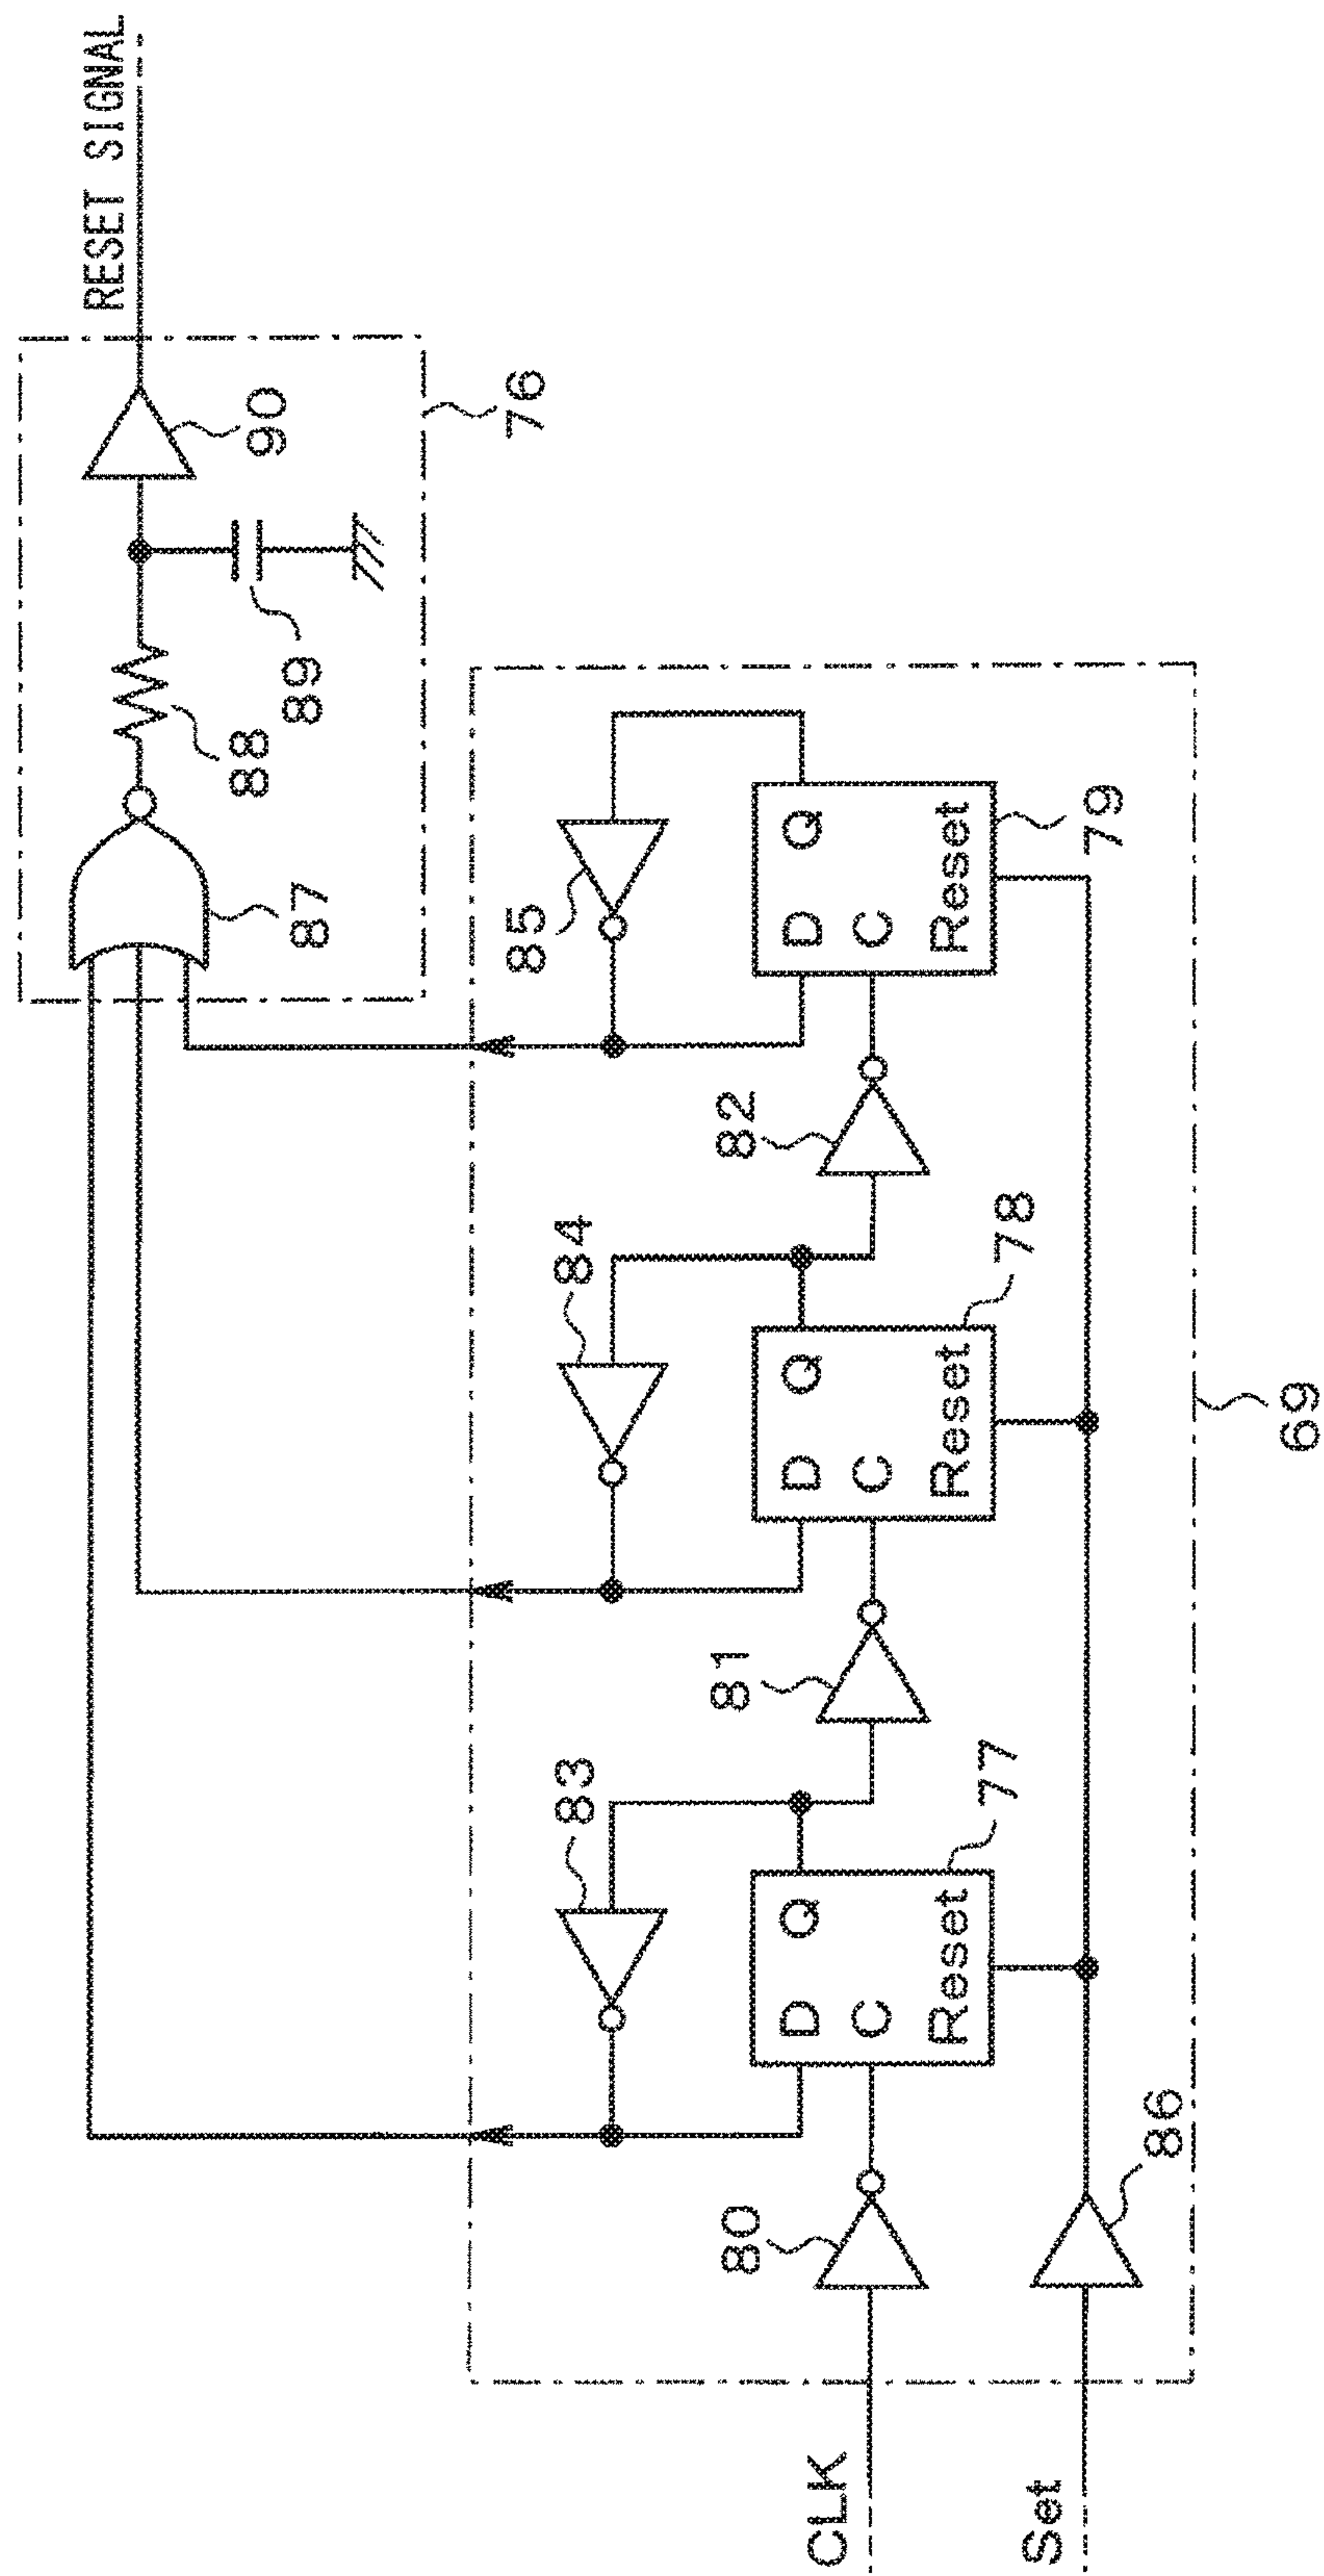 RESET SIGNAL
90
76
89
88
87
85
D Q
C
Reset
79
82
84
D Q
C
Reset
78
81
83
D Q
C
Reset
77
80
86
69
CLK
Set